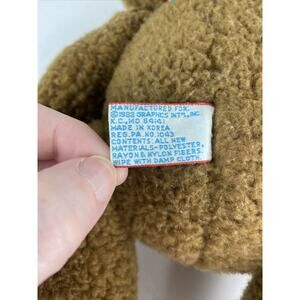 MANUFACTURED FOR:
©1988 GRAPHICS INT'L, INC.
K.C., MO 64141
MADE IN KOREA
REG. PA. NO. 1043
CONTENTS: ALL NEW
MATERIALS-POLYESTER,
RAYON & NYLON FIBERS.
WIPE WITH DAMP CLOTH.